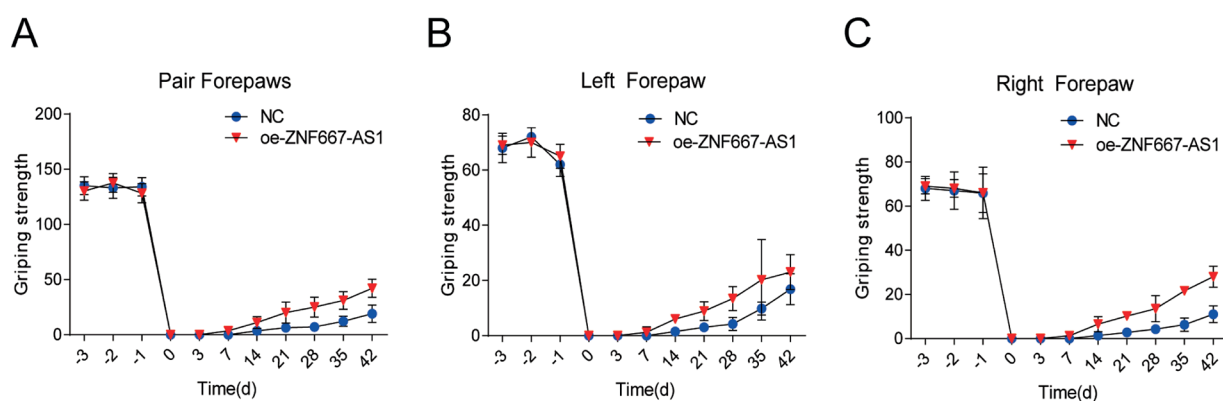 A
Pair Forepaws
NC
oe-ZNF667-AS1
Griping strength
200
150
100
50
0
-3 -2 -1 0 3 7 14 21 28 35 42
Time(d)
B
Left Forepaw
NC
oe-ZNF667-AS1
Griping strength
80
60
40
20
0
-3 -2 -1 0 3 7 14 21 28 35 42
Time(d)
C
Right Forepaw
NC
oe-ZNF667-AS1
Griping strength
100
80
60
40
20
0
-3 -2 -1 0 3 7 14 21 28 35 42
Time(d)